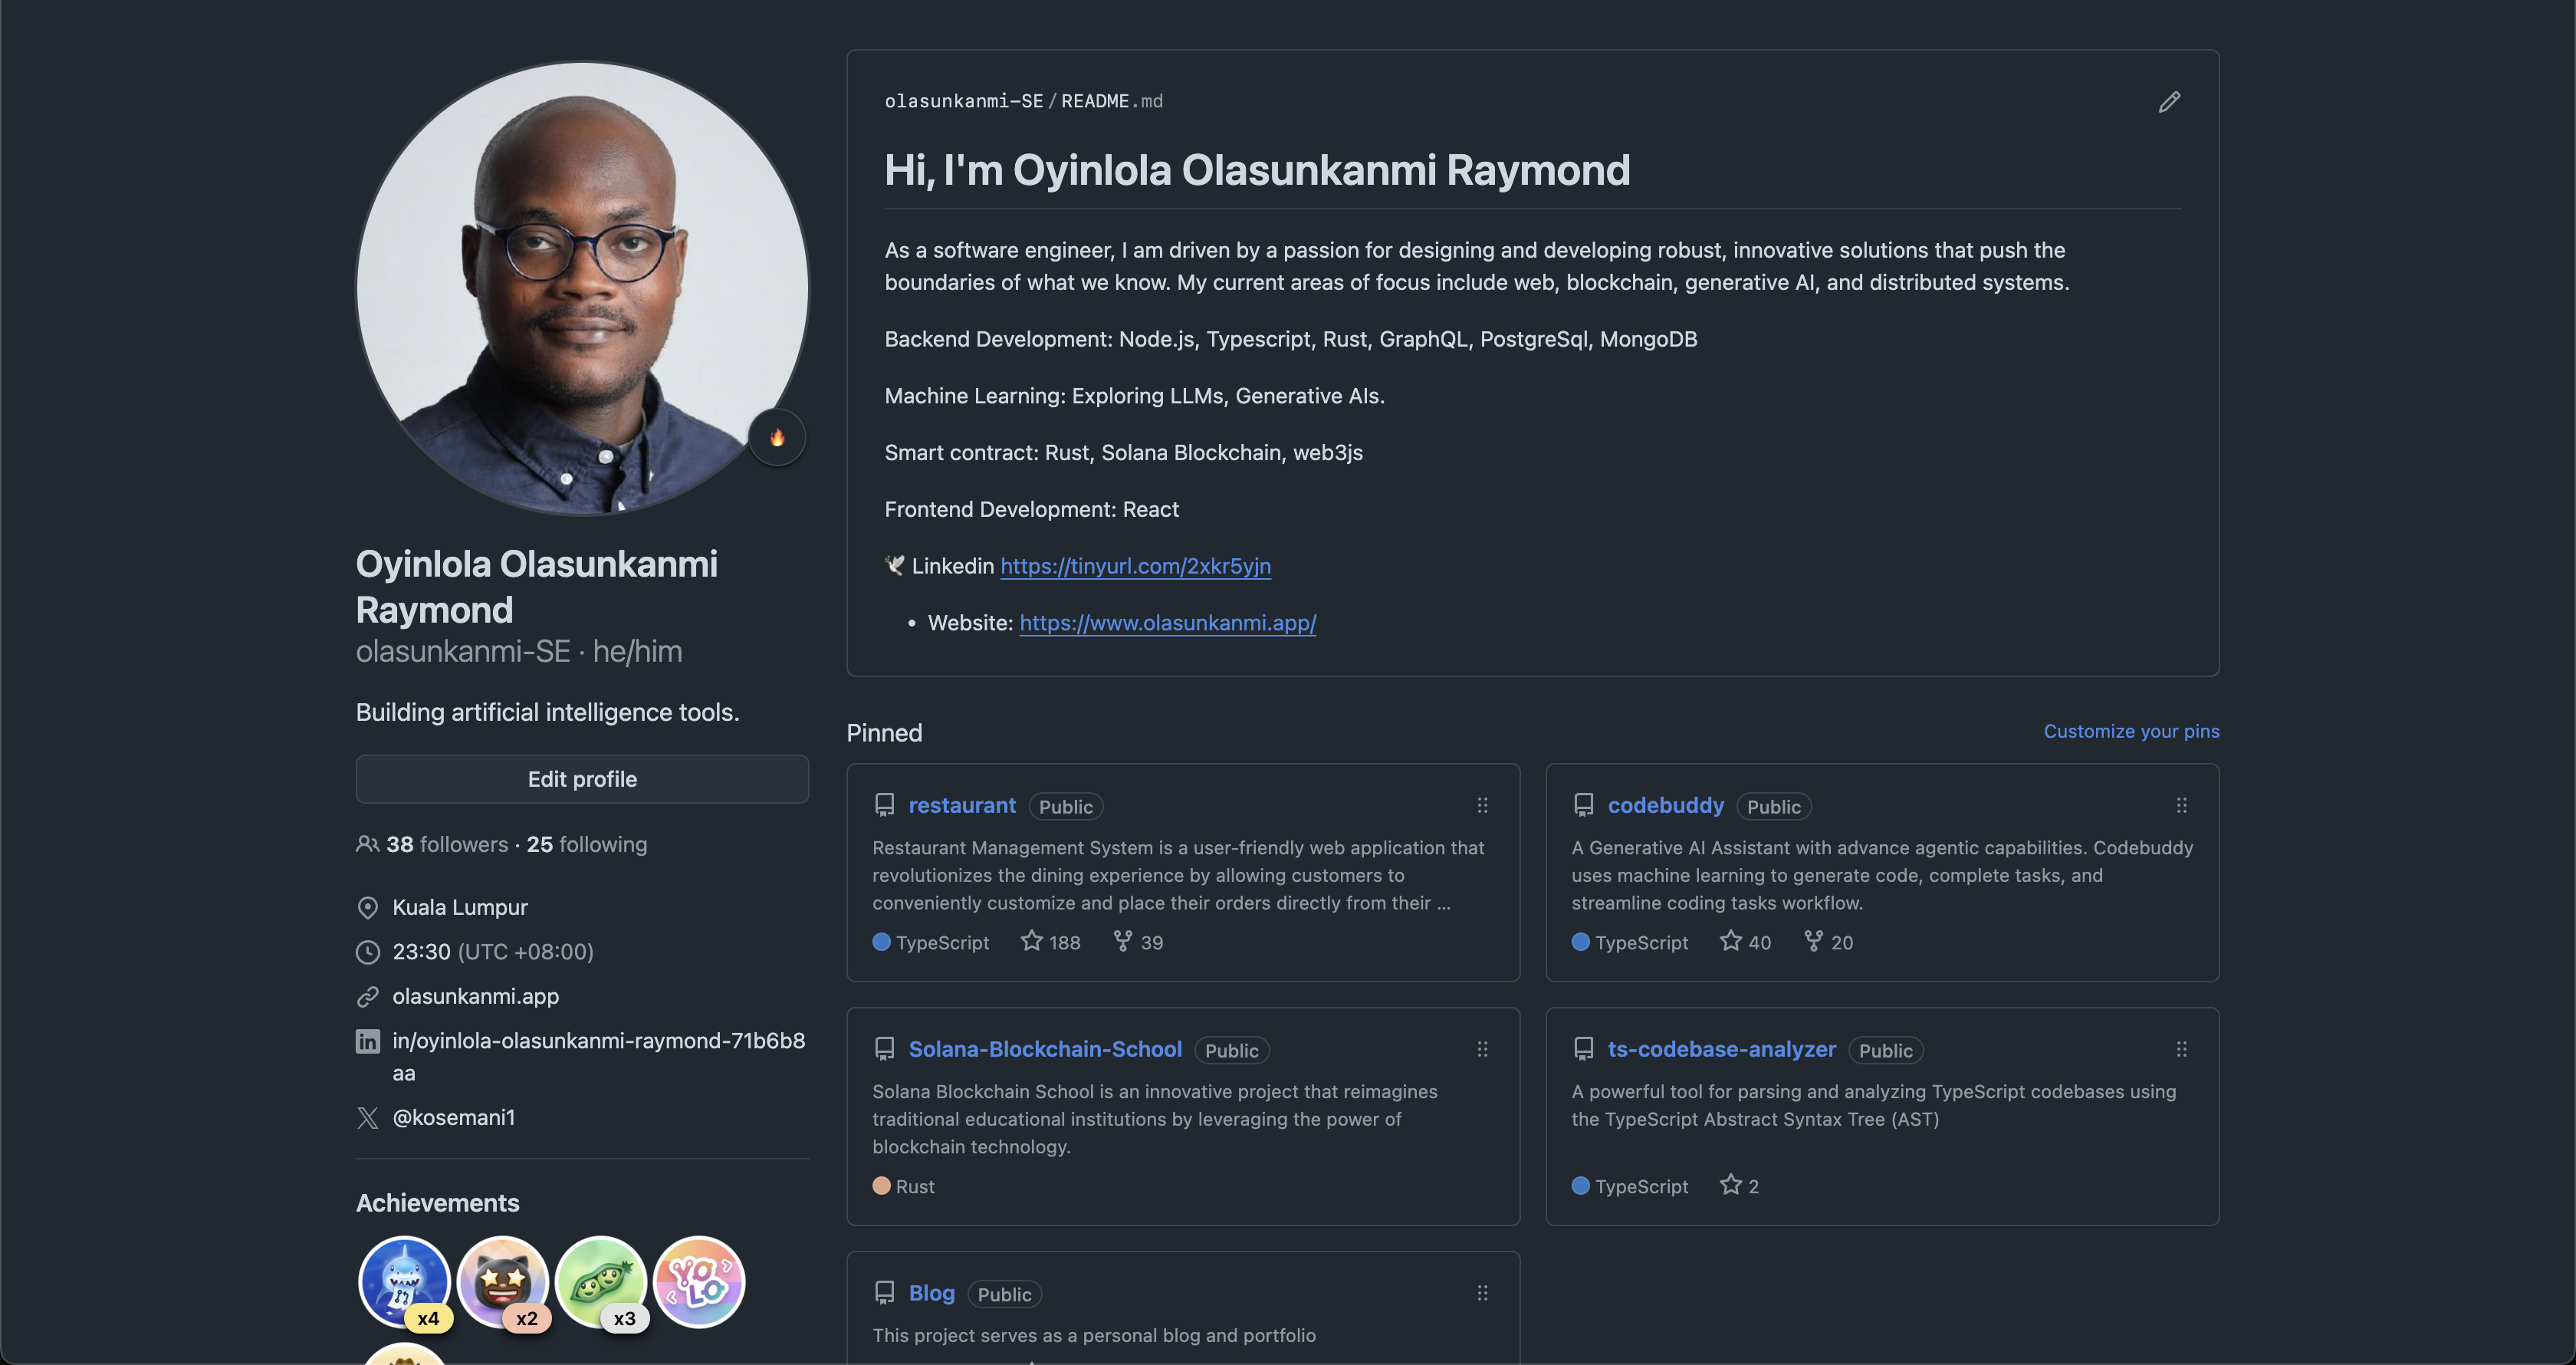 Oyinlola Olasunkanmi
Raymond
olasunkanmi-SE · he/him
Building artificial intelligence tools.
Edit profile
38 followers · 25 following
Kuala Lumpur
23:30 (UTC +08:00)
olasunkanmi.app
in/oyinlola-olasunkanmi-raymond-71b6b8
aa
@kosemani1
Achievements
x4
x2
x3
YOLO
olasunkanmi-SE/README.md
Hi, I'm Oyinlola Olasunkanmi Raymond
As a software engineer, I am driven by a passion for designing and developing robust, innovative solutions that push the
boundaries of what we know. My current areas of focus include web, blockchain, generative AI, and distributed systems.
Backend Development: Node.js, Typescript, Rust, GraphQL, PostgreSql, MongoDB
Machine Learning: Exploring LLMs, Generative AIs.
Smart contract: Rust, Solana Blockchain, web3js
Frontend Development: React
🕊 Linkedin https://tinyurl.com/2xkr5yjn
• Website: https://www.olasunkanmi.app/
Pinned
Customize your pins
restaurant Public
Restaurant Management System is a user-friendly web application that
revolutionizes the dining experience by allowing customers to
conveniently customize and place their orders directly from their ...
TypeScript 188 39
codebuddy Public
A Generative AI Assistant with advance agentic capabilities. Codebuddy
uses machine learning to generate code, complete tasks, and
streamline coding tasks workflow.
TypeScript 40 20
Solana-Blockchain-School Public
Solana Blockchain School is an innovative project that reimagines
traditional educational institutions by leveraging the power of
blockchain technology.
Rust
ts-codebase-analyzer Public
A powerful tool for parsing and analyzing TypeScript codebases using
the TypeScript Abstract Syntax Tree (AST)
TypeScript 2
Blog Public
This project serves as a personal blog and portfolio